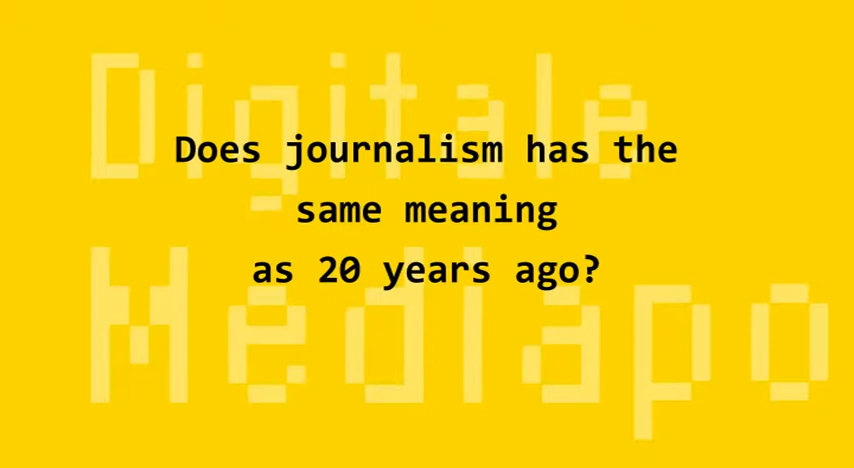 Digitale
Does journalism has the
same meaning
as 20 years ago?
Mediapo